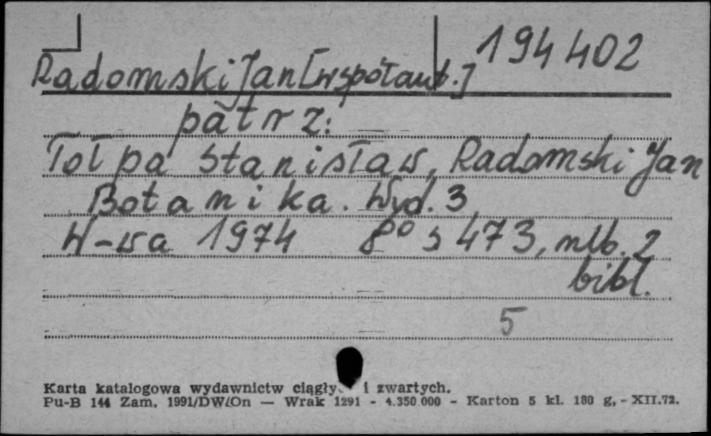 194402
Radomski Jan [współaut.]
patrz:
Tołpa Stanisław, Radomski Jan
Botanika. Wyd. 3
W-wa 1974 8° s 473, nlb. 2
bibl.
5
Karta katalogowa wydawnictw ciągły i zwartych.
Pu-B 144 Zam. 1991/DW/On — Wrak 1291 - 4.350 000 - Karton 5 kl. 180 g, - XII.72.